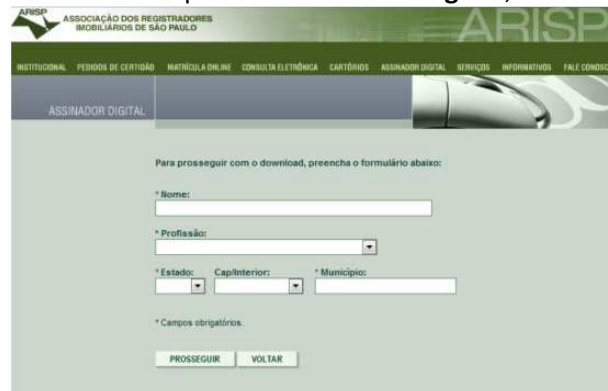 ARISP
ASSOCIAÇÃO DOS REGISTRADORES
IMOBILIÁRIOS DE SÃO PAULO
ARISP
INSTITUCIONAL PEDIDOS DE CERTIDÃO MATRÍCULA ONLINE CONSULTA ELETRÔNICA CARTÓRIOS ASSINADOR DIGITAL SERVIÇOS INFORMATIVOS FALE CONOSC
ASSINADOR DIGITAL
Para prosseguir com o download, preencha o formulário abaixo:
* Nome:
* Profissão:
* Estado: Cap/Interior: * Município:
* Campos obrigatórios.
PROSSEGUIR VOLTAR